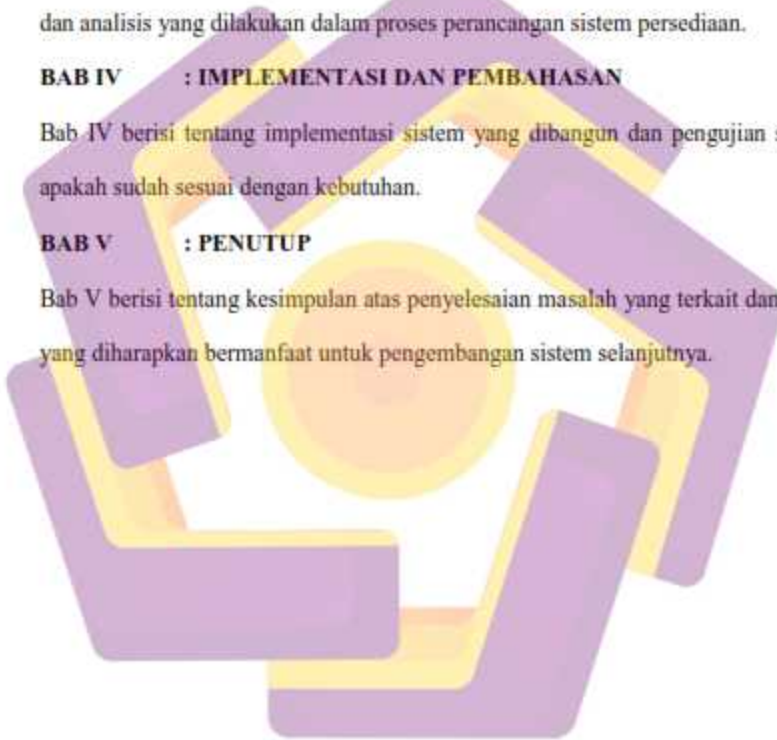 dan analisis yang dilakukan dalam proses perancangan sistem persediaan.
BAB IV : IMPLEMENTASI DAN PEMBAHASAN
Bab IV berisi tentang implementasi sistem yang dibangun dan pengujian
apakah sudah sesuai dengan kebutuhan.
BAB V : PENUTUP
Bab V berisi tentang kesimpulan atas penyelesaian masalah yang terkait dan
yang diharapkan bermanfaat untuk pengembangan sistem selanjutnya.